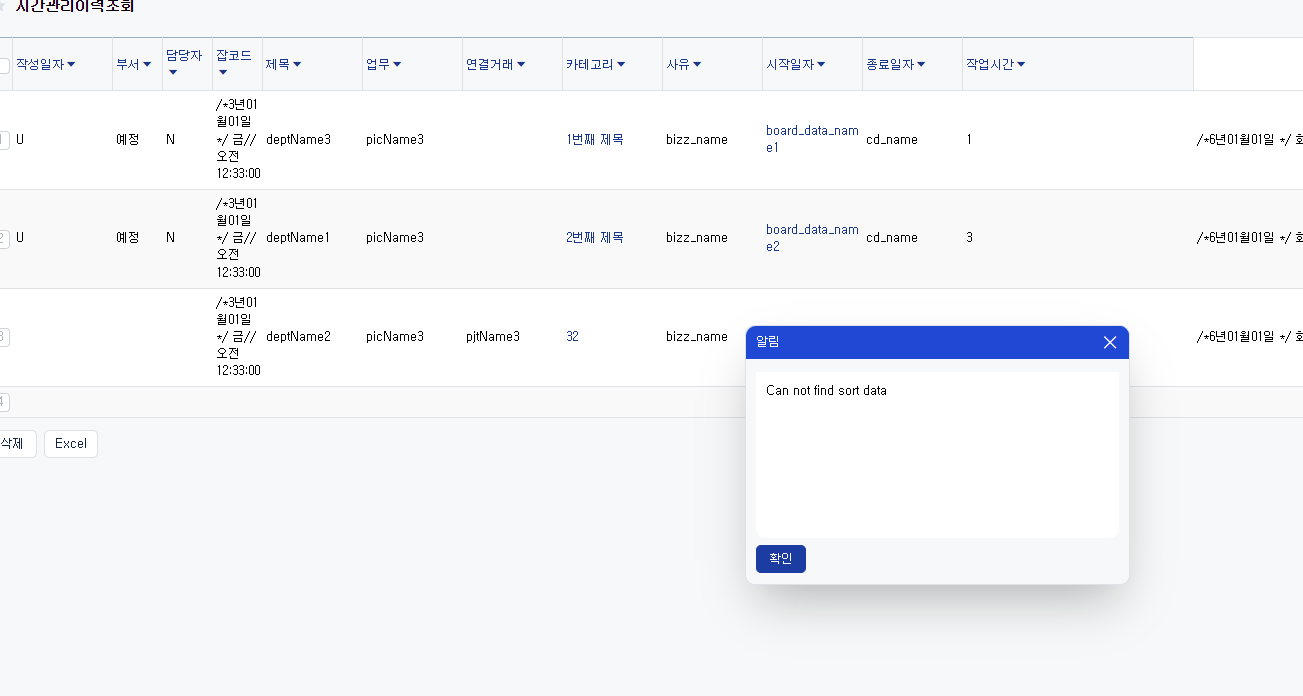 시간관리이력조회
작성일자▼ 부서▼ 담당자▼ 잡코드▼ 제목▼ 업무▼ 연결거래▼ 카테고리▼ 사유▼ 시작일자▼ 종료일자▼ 작업시간▼
U 예정 N /*3년01월01일 */ 금// 오전 12:33:00 deptName3 picName3 1번째 제목 bizz_name board_data_name1 cd_name 1 /*6년01월01일 */ 화
2 U 예정 N /*3년01월01일 */ 금// 오전 12:33:00 deptName1 picName3 2번째 제목 bizz_name board_data_name2 cd_name 3 /*6년01월01일 */ 화
3 /*3년01월01일 */ 금// 오전 12:33:00 deptName2 picName3 pjtName3 32 bizz_name /*6년01월01일 */ 화
4
삭제 Excel
알림
Can not find sort data
확인